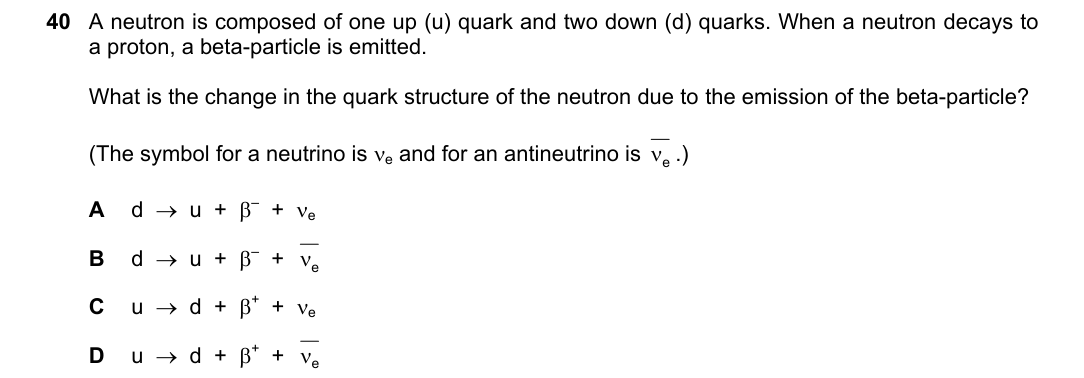 40 A neutron is composed of one up (u) quark and two down (d) quarks. When a neutron decays to
a proton, a beta-particle is emitted.
What is the change in the quark structure of the neutron due to the emission of the beta-particle?
(The symbol for a neutrino is νₑ and for an antineutrino is ν̅ₑ .)
A d → u + β⁻ + νₑ
B d → u + β⁻ + ν̅ₑ
C u → d + β⁺ + νₑ
D u → d + β⁺ + ν̅ₑ